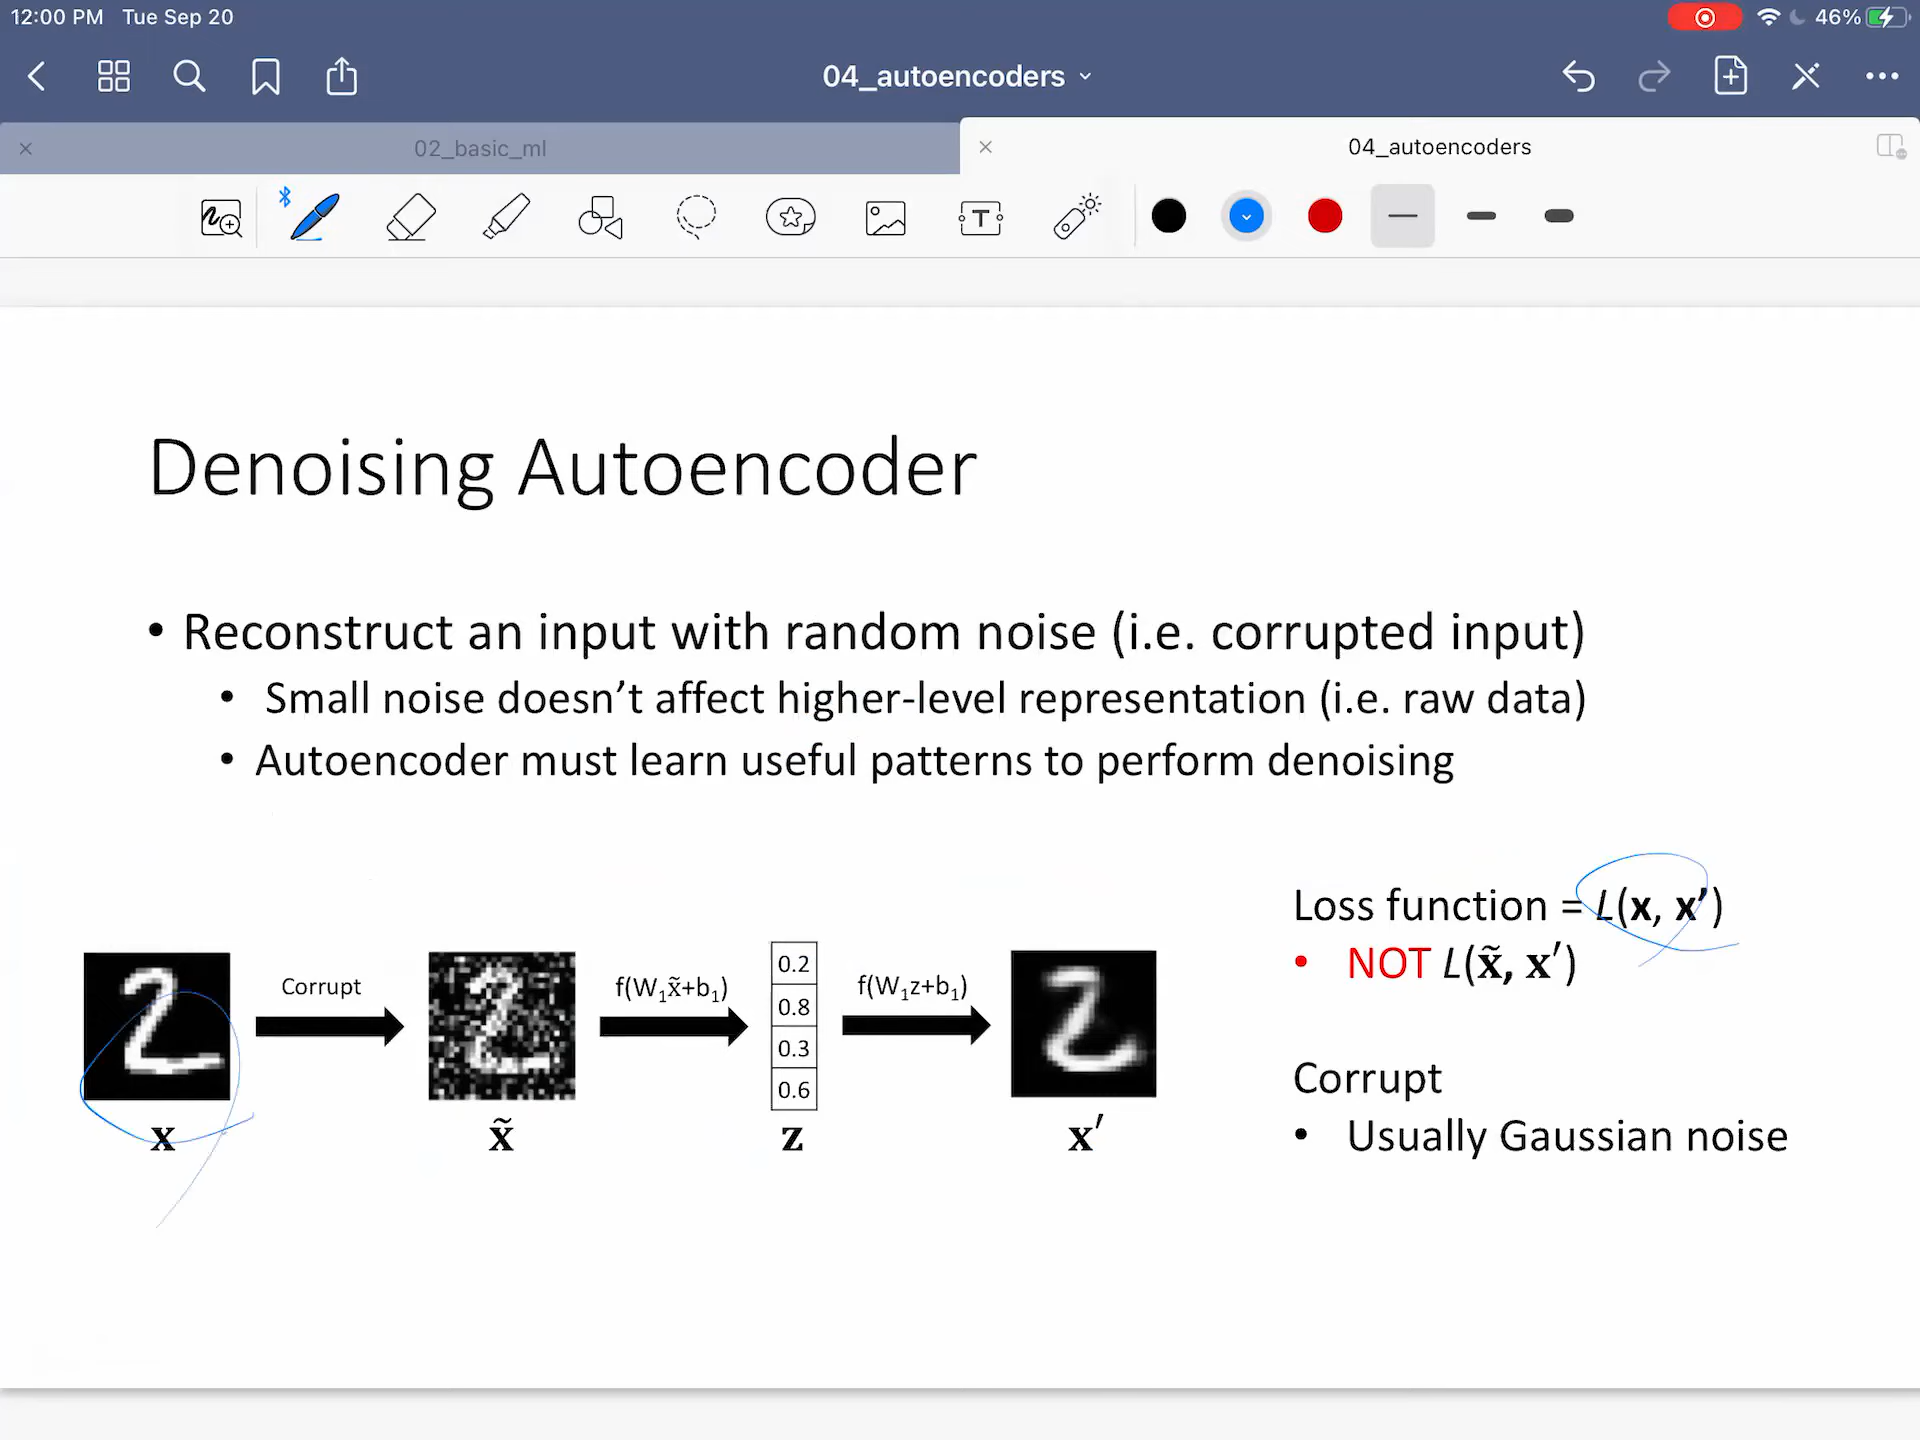 12:00 PM Tue Sep 20
46%
04_autoencoders
02_basic_ml
04_autoencoders
T
Denoising Autoencoder
• Reconstruct an input with random noise (i.e. corrupted input)
• Small noise doesn’t affect higher-level representation (i.e. raw data)
• Autoencoder must learn useful patterns to perform denoising
Loss function = L(x, x′)
• NOT L(x̃, x′)
Corrupt
f(W₁x̃+b₁)
f(W₁z+b₁)
0.2
0.8
0.3
0.6
x
x̃
z
x′
Corrupt
• Usually Gaussian noise